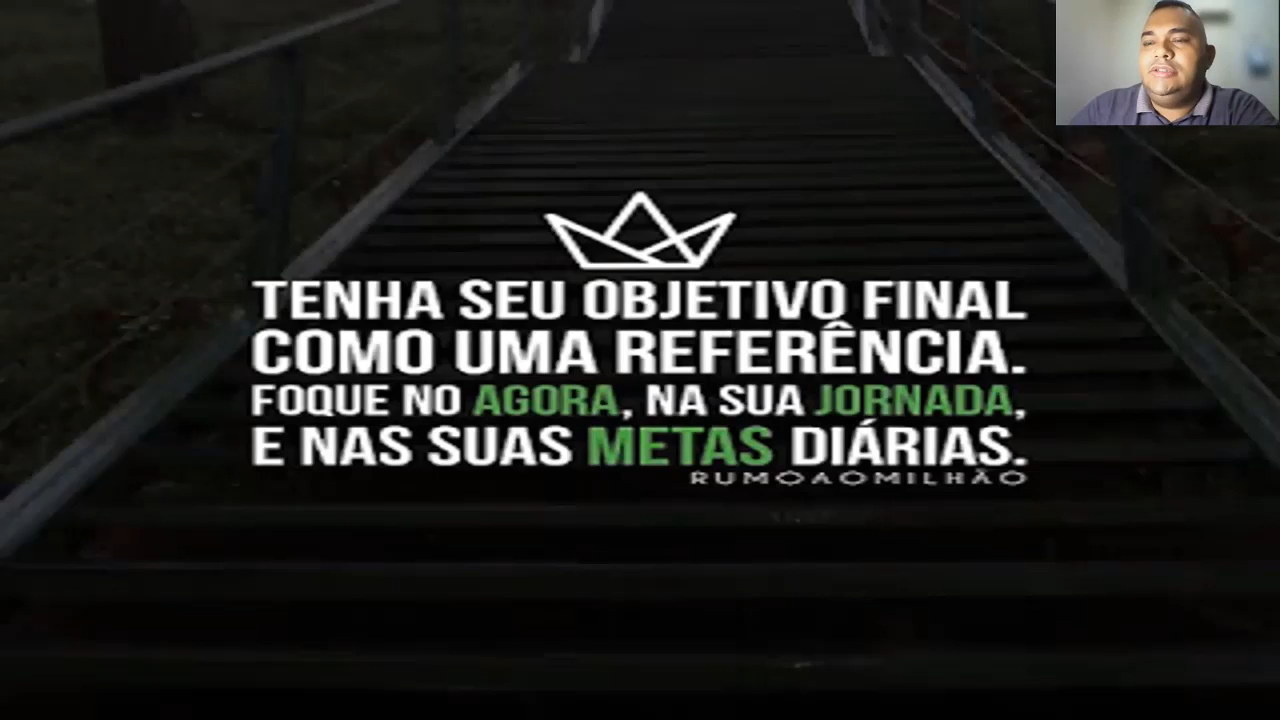 TENHA SEU OBJETIVO FINAL
COMO UMA REFERÊNCIA.
FOQUE NO AGORA, NA SUA JORNADA,
E NAS SUAS METAS DIÁRIAS.
RUMOAOMILHÃO